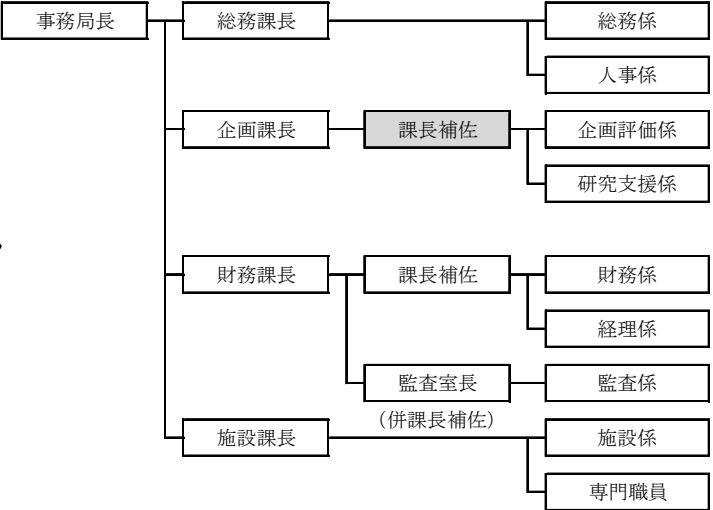 事務局長
総務課長
総務係
人事係
企画課長
課長補佐
企画評価係
研究支援係
財務課長
課長補佐
財務係
経理係
監査室長
監査係
(併課長補佐)
施設課長
施設係
専門職員